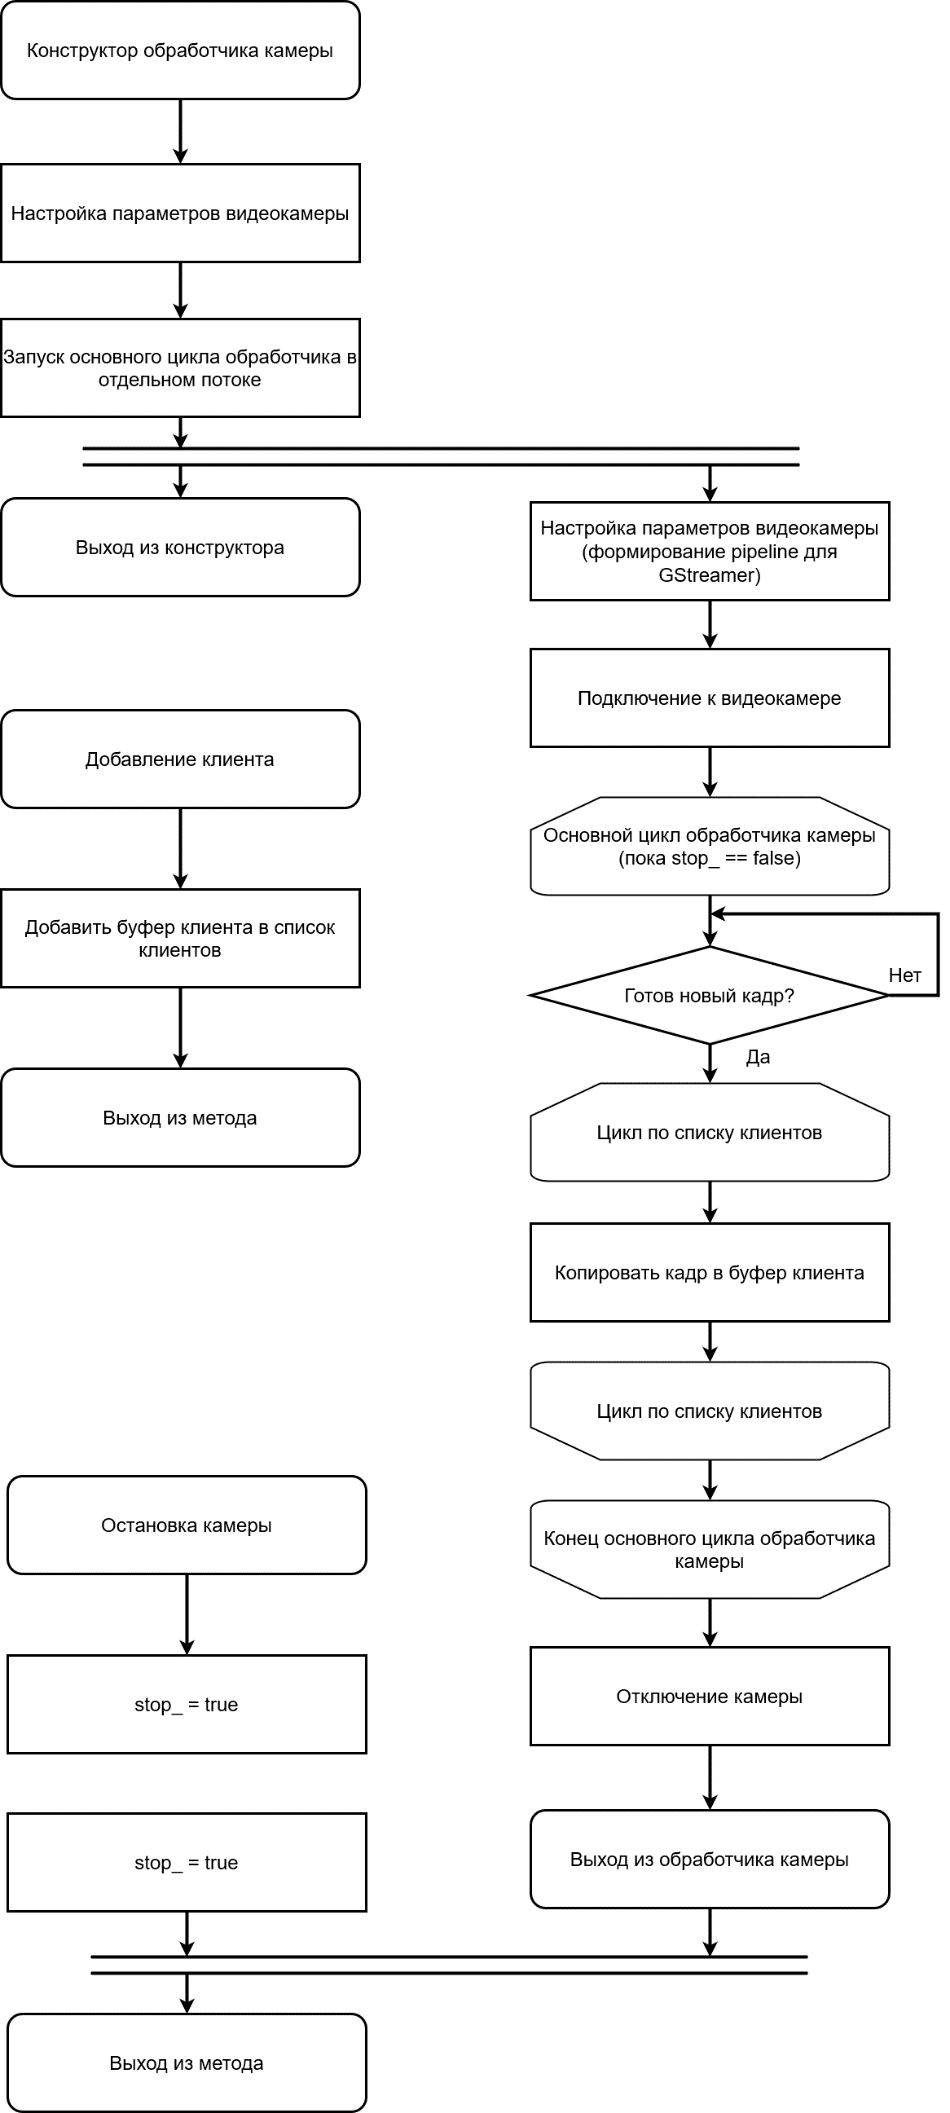 Конструктор обработчика камеры
Настройка параметров видеокамеры
Запуск основного цикла обработчика в
отдельном потоке
Выход из конструктора
Настройка параметров видеокамеры
(формирование pipeline для
GStreamer)
Подключение к видеокамере
Добавление клиента
Основной цикл обработчика камеры
(пока stop_ == false)
Добавить буфер клиента в список
клиентов
Готов новый кадр?
Нет
Да
Выход из метода
Цикл по списку клиентов
Копировать кадр в буфер клиента
Цикл по списку клиентов
Остановка камеры
Конец основного цикла обработчика
камеры
stop_ = true
Отключение камеры
stop_ = true
Выход из обработчика камеры
Выход из метода